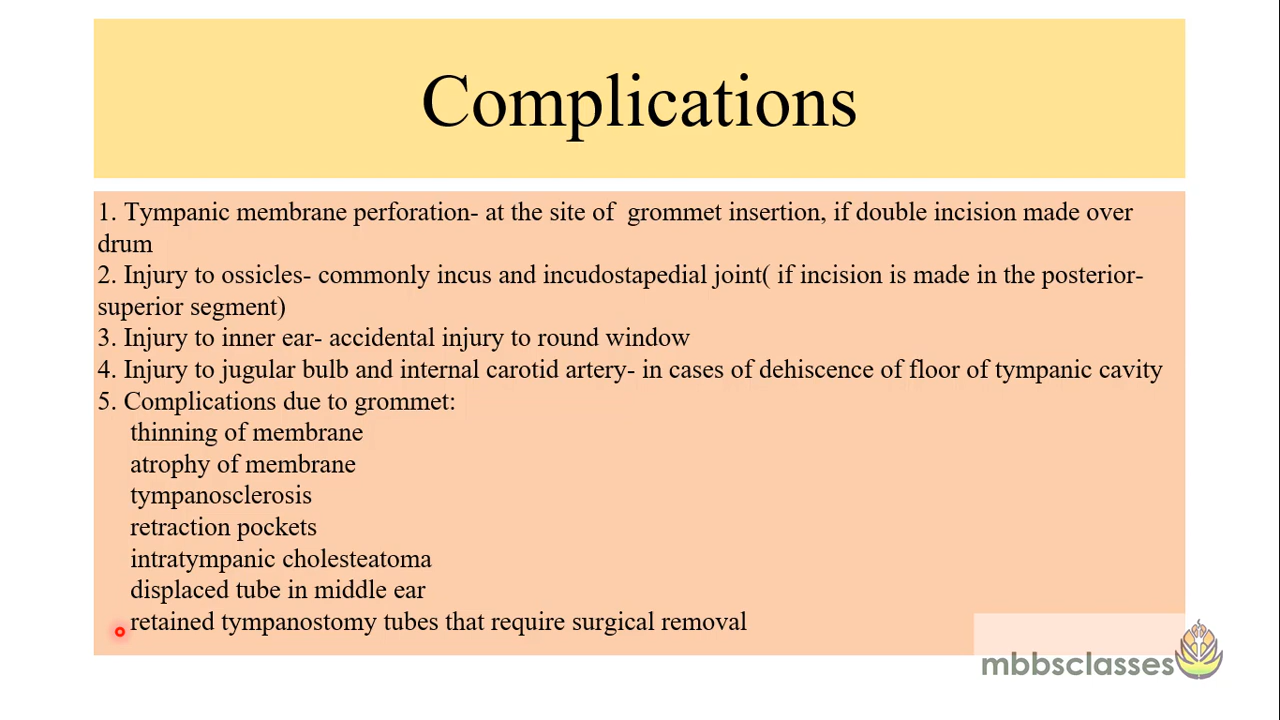 Complications
1. Tympanic membrane perforation- at the site of  grommet insertion, if double incision made over
drum
2. Injury to ossicles- commonly incus and incudostapedial joint( if incision is made in the posterior-
superior segment)
3. Injury to inner ear- accidental injury to round window
4. Injury to jugular bulb and internal carotid artery- in cases of dehiscence of floor of tympanic cavity
5. Complications due to grommet:
thinning of membrane
atrophy of membrane
tympanosclerosis
retraction pockets
intratympanic cholesteatoma
displaced tube in middle ear
retained tympanostomy tubes that require surgical removal
mbbsclasses